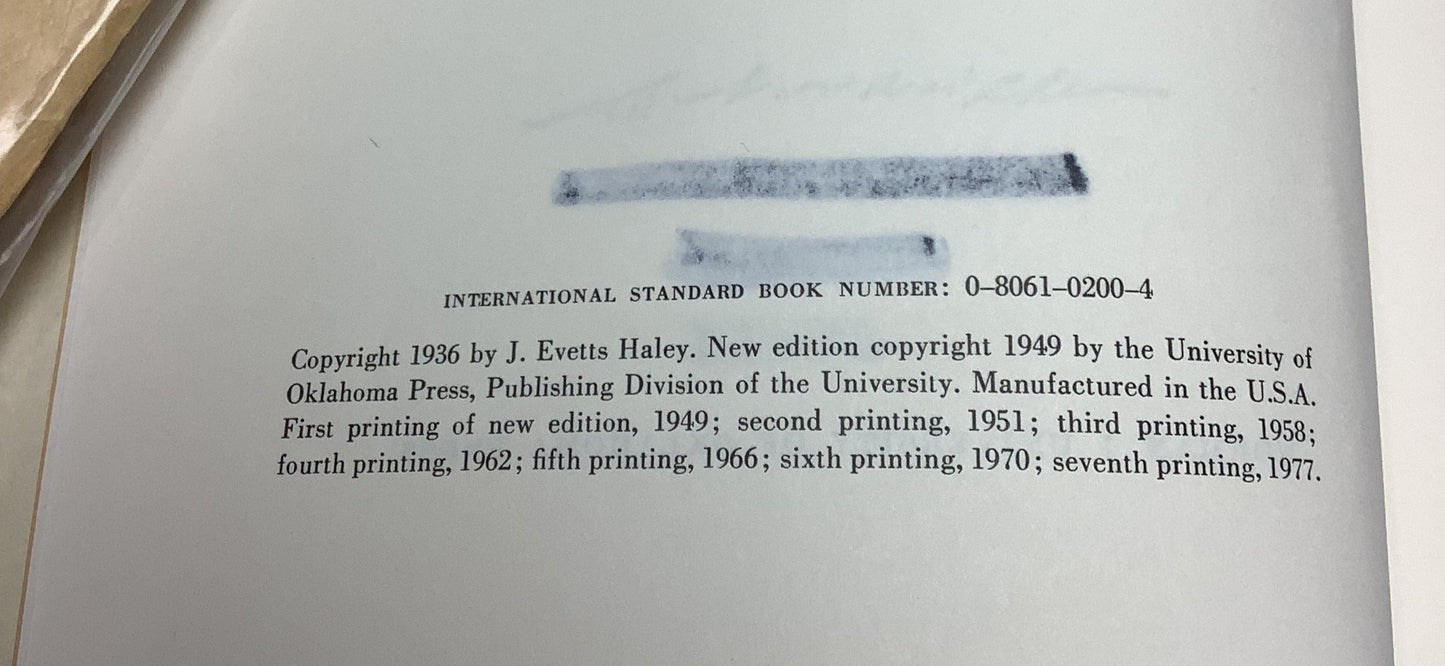 INTERNATIONAL STANDARD BOOK NUMBER: 0–8061–0200–4
Copyright 1936 by J. Evetts Haley. New edition copyright 1949 by the University of
Oklahoma Press, Publishing Division of the University. Manufactured in the U.S.A.
First printing of new edition, 1949; second printing, 1951; third printing, 1958;
fourth printing, 1962; fifth printing, 1966; sixth printing, 1970; seventh printing, 1977.